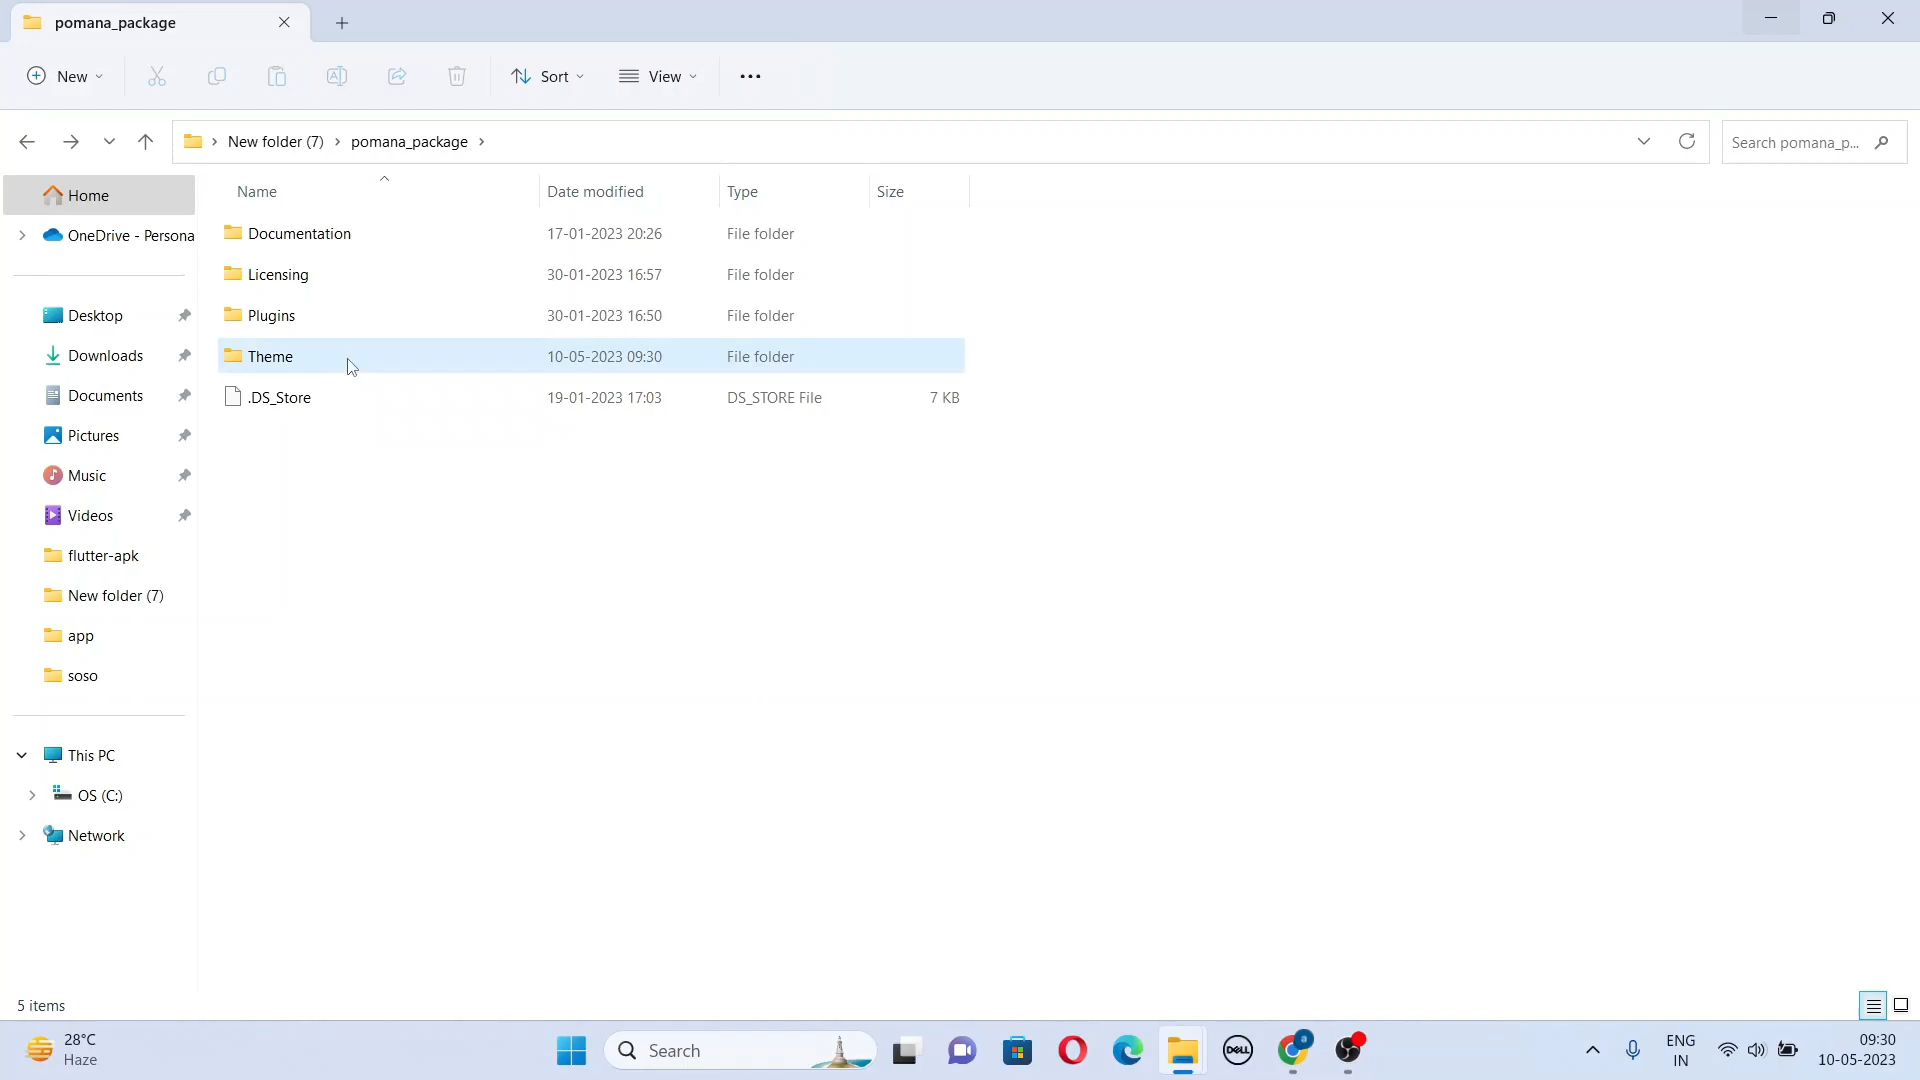 pomana_package
New
Sort
View
New folder (7)
pomana_package
Search pomana_p...
Home
Name
Date modified
Type
Size
OneDrive - Persona
Documentation
17-01-2023 20:26
File folder
Licensing
30-01-2023 16:57
File folder
Desktop
Plugins
30-01-2023 16:50
File folder
Downloads
Theme
10-05-2023 09:30
File folder
Documents
.DS_Store
19-01-2023 17:03
DS_STORE File
7 KB
Pictures
Music
Videos
flutter-apk
New folder (7)
app
soso
This PC
OS (C:)
Network
5 items
28°C
Haze
Search
DELL
a
ENG
IN
09:30
10-05-2023